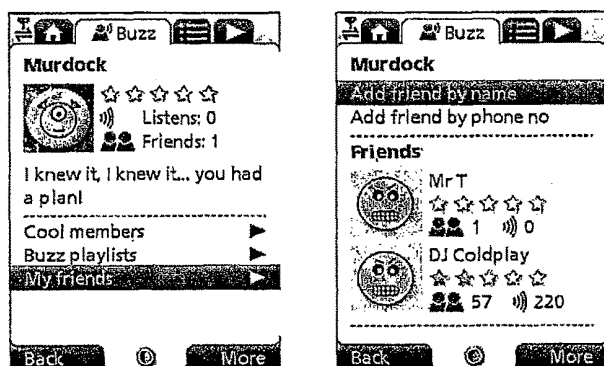 Buzz
Murdock
Listens: 0
Friends: 1
I knew it, I knew it... you had
a plan!
Cool members
Buzz playlists
My friends
Back
More
Buzz
Murdock
Add friend by name
Add friend by phone no
Friends
Mr T
1 0
DJ Coldplay
57 220
Back
More